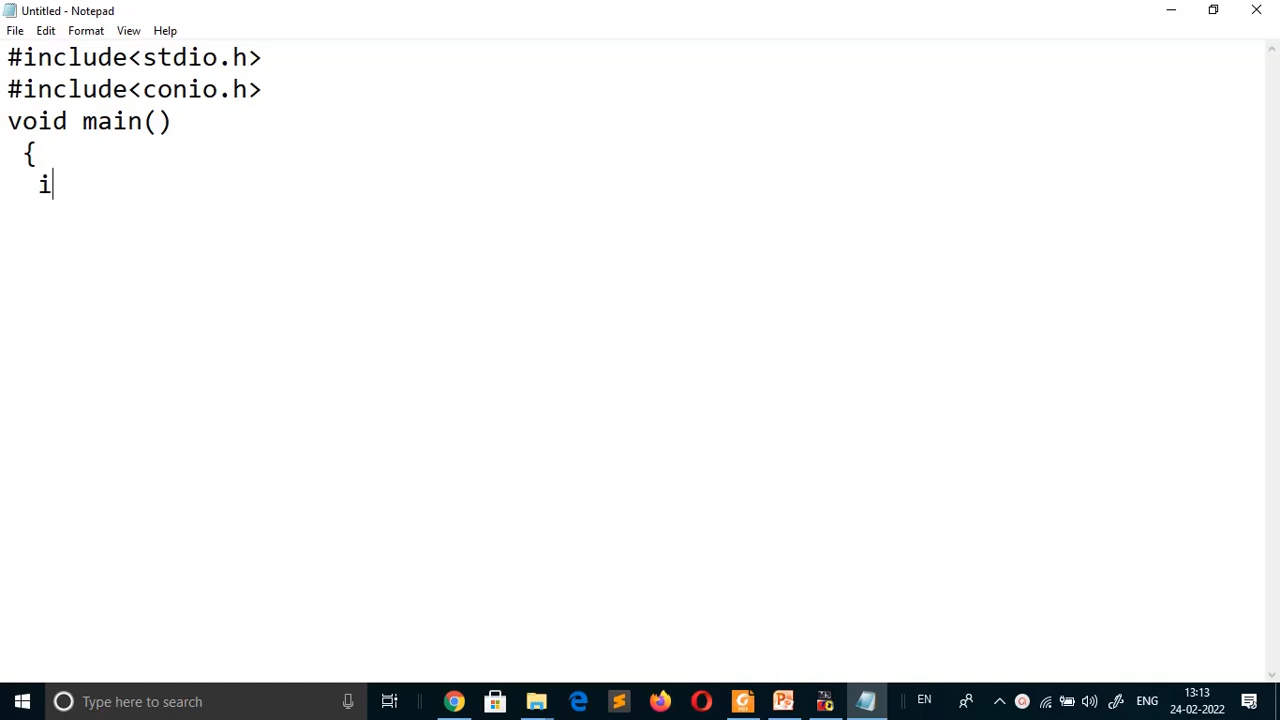 Untitled - Notepad
File Edit Format View Help
#include<stdio.h>
#include<conio.h>
void main()
{
i
Type here to search
EN
ENG
13:13
24-02-2022